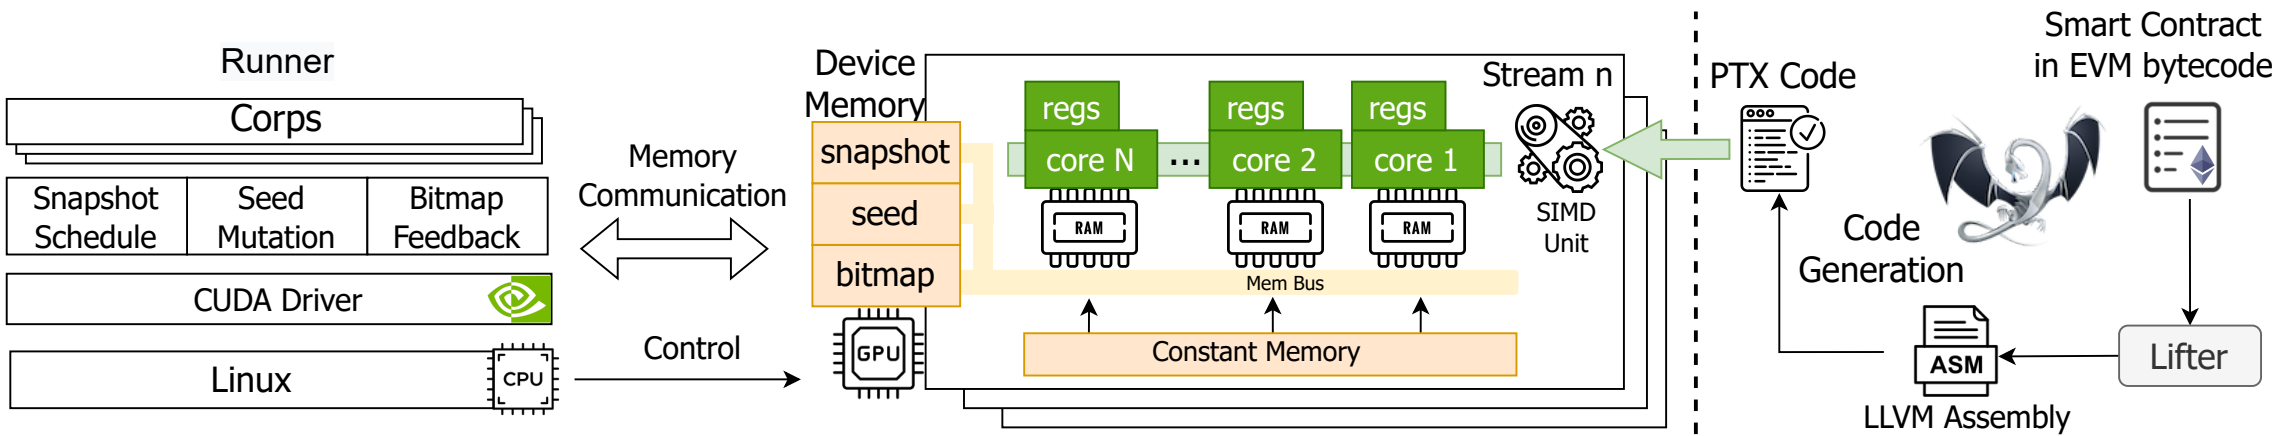 Runner
Corps
Snapshot
Schedule
Seed
Mutation
Bitmap
Feedback
CUDA Driver
Linux
CPU
Memory
Communication
Control
Device
Memory
snapshot
seed
bitmap
GPU
regs
core N
...
regs
core 2
regs
core 1
RAM
RAM
RAM
Stream n
SIMD
Unit
Mem Bus
Constant Memory
PTX Code
Smart Contract
in EVM bytecode
Code
Generation
ASM
LLVM Assembly
Lifter